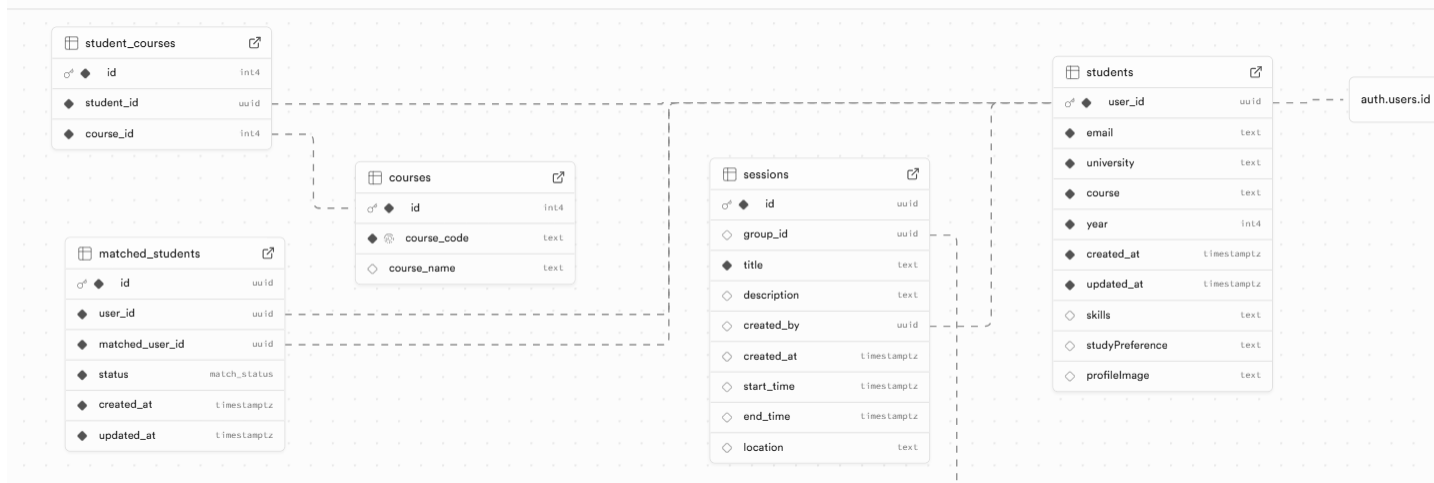 student_courses
id int4
student_id uuid
course_id int4
matched_students
id uuid
user_id uuid
matched_user_id uuid
status match_status
created_at timestamptz
updated_at timestamptz
courses
id int4
course_code text
course_name text
sessions
id uuid
group_id uuid
title text
description text
created_by uuid
created_at timestamptz
start_time timestamptz
end_time timestamptz
location text
students
user_id uuid
email text
university text
course text
year int4
created_at timestamptz
updated_at timestamptz
skills text
studyPreference text
profileImage text
auth.users.id